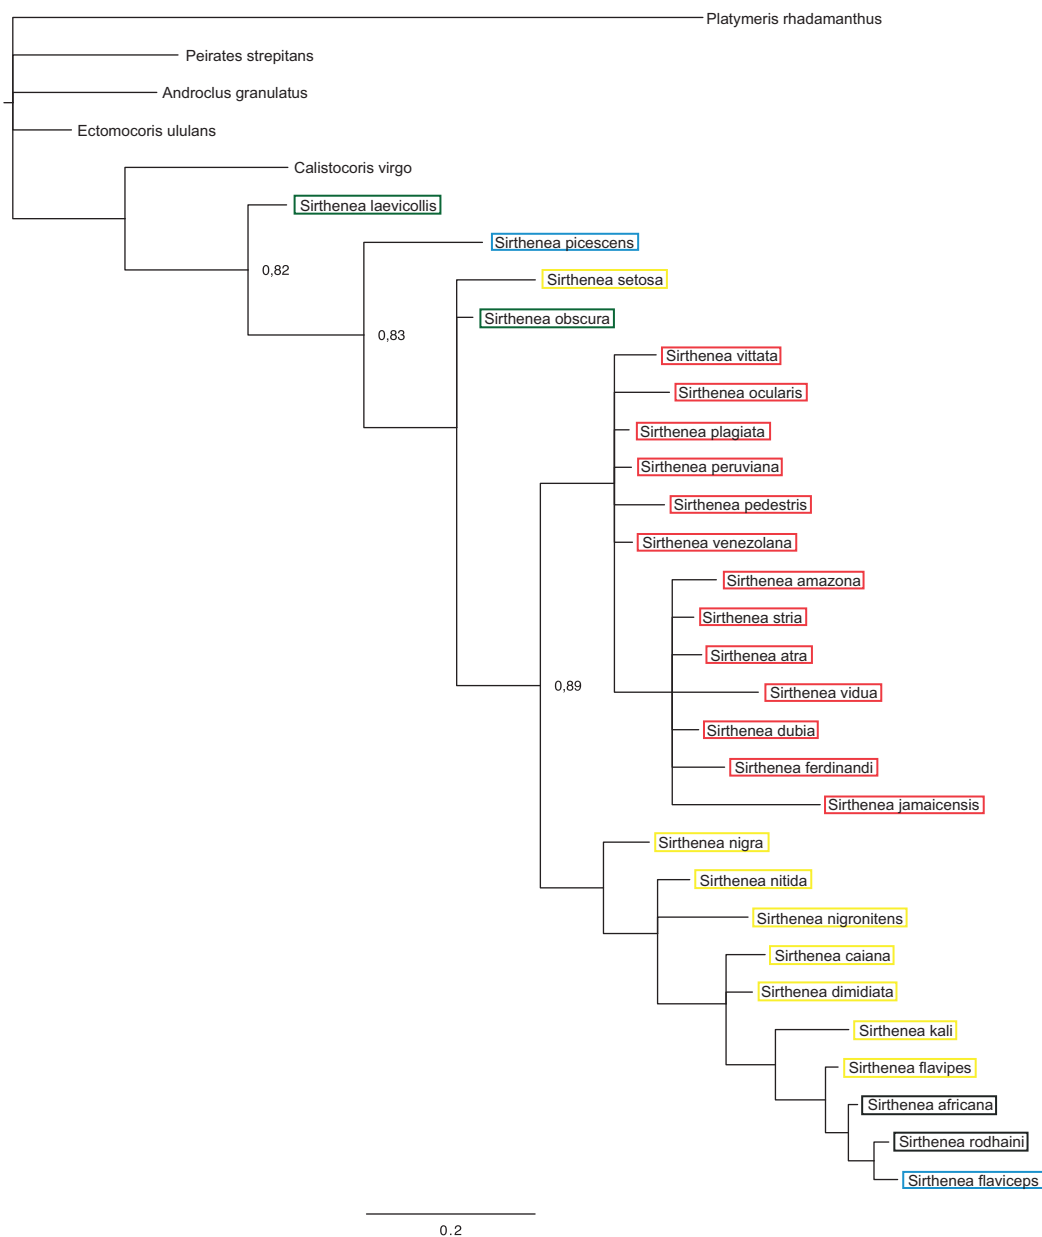 Platymeris rhadamanthus
Peirates strepitans
Androclus granulatus
Ectomocoris ululans
Calistocoris virgo
Sirthenea laevicollis
Sirthenea picescens
0,82
Sirthenea setosa
Sirthenea obscura
0,83
Sirthenea vittata
Sirthenea ocularis
Sirthenea plagiata
Sirthenea peruviana
Sirthenea pedestris
Sirthenea venezolana
Sirthenea amazona
Sirthenea stria
Sirthenea atra
0,89
Sirthenea vidua
Sirthenea dubia
Sirthenea ferdinandi
Sirthenea jamaicensis
Sirthenea nigra
Sirthenea nitida
Sirthenea nigronitens
Sirthenea caiana
Sirthenea dimidiata
Sirthenea kali
Sirthenea flavipes
Sirthenea africana
Sirthenea rodhaini
Sirthenea flaviceps
0.2